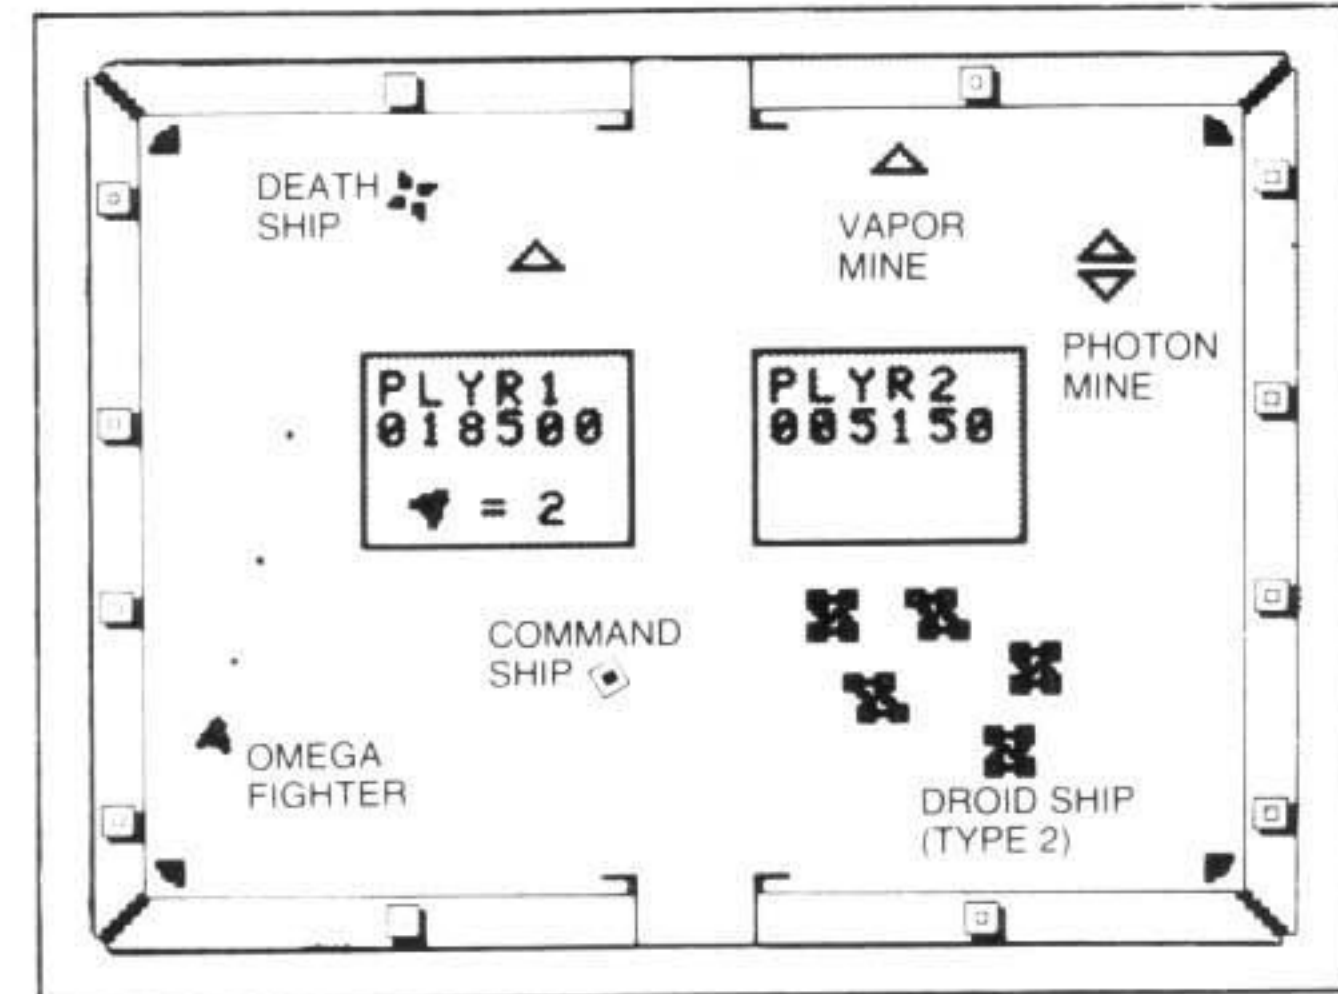 DEATH
SHIP
VAPOR
MINE
PHOTON
MINE
PLYR1
018500
= 2
PLYR2
005150
COMMAND
SHIP
OMEGA
FIGHTER
DROID SHIP
(TYPE 2)